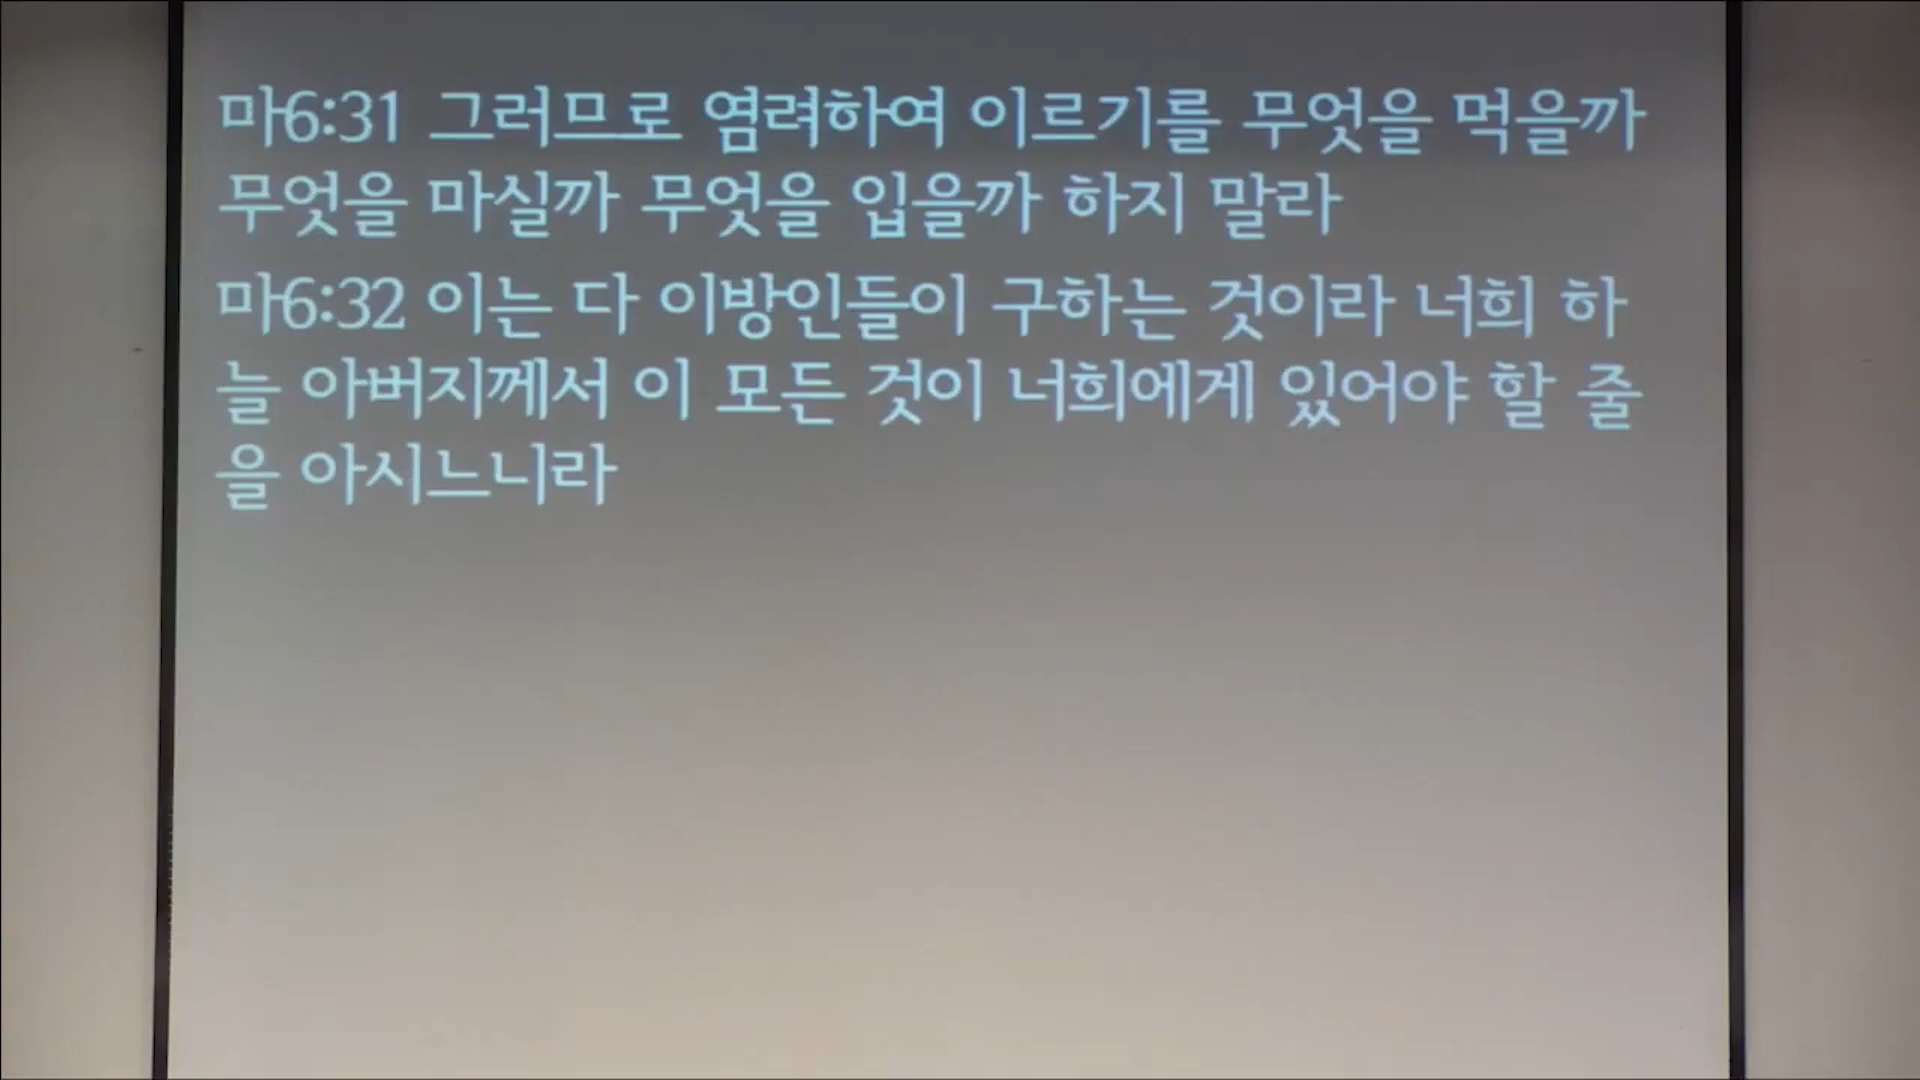 마6:31 그러므로 염려하여 이르기를 무엇을 먹을까
무엇을 마실까 무엇을 입을까 하지 말라
마6:32 이는 다 이방인들이 구하는 것이라 너희 하
늘 아버지께서 이 모든 것이 너희에게 있어야 할 줄
을 아시느니라